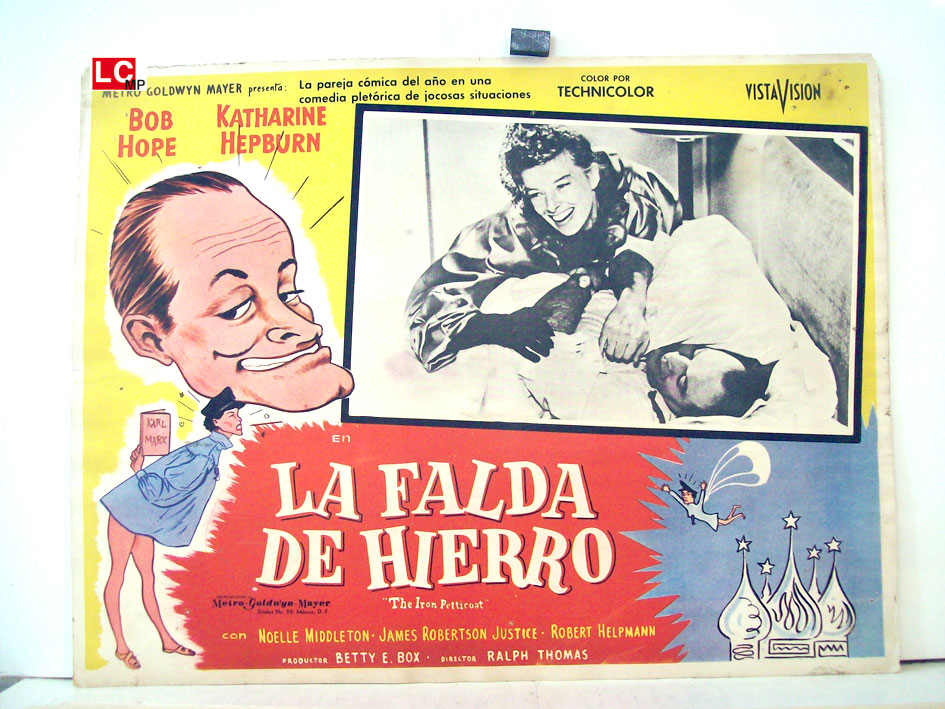 LC
MP
METRO GOLDWYN MAYER presenta:
La pareja cómica del año en una
comedia pletórica de jocosas situaciones
COLOR POR
TECHNICOLOR
VISTAVISION
BOB
HOPE
KATHARINE
HEPBURN
KARL
MARX
EN
LA FALDA
DE HIERRO
"The Iron Petticoat"
Metro-Goldwyn-Mayer
con NOELLE MIDDLETON · JAMES ROBERTSON JUSTICE · ROBERT HELPMANN
PRODUCTOR BETTY E. BOX · DIRECTOR RALPH THOMAS